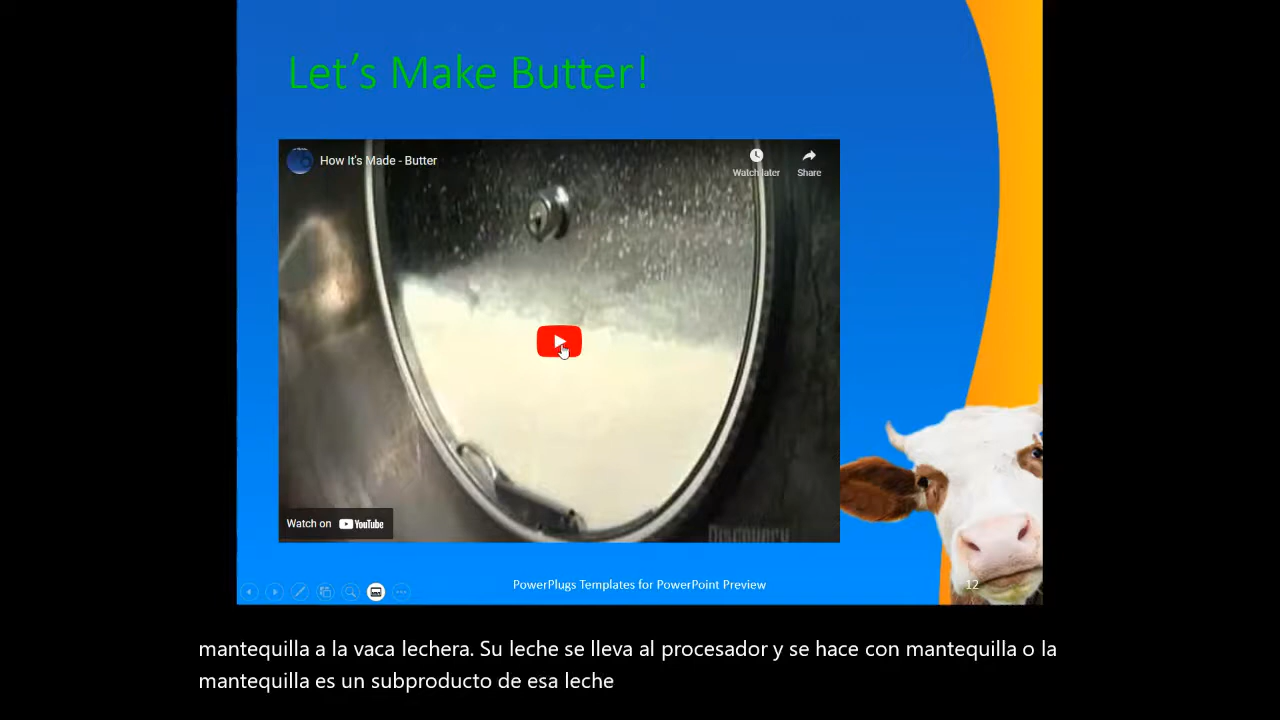 Let's Make Butter!
How It's Made - Butter
Watch later
Share
Watch on YouTube
DISCOVERY
PowerPlugs Templates for PowerPoint Preview
12
mantequilla a la vaca lechera. Su leche se lleva al procesador y se hace con mantequilla o la
mantequilla es un subproducto de esa leche